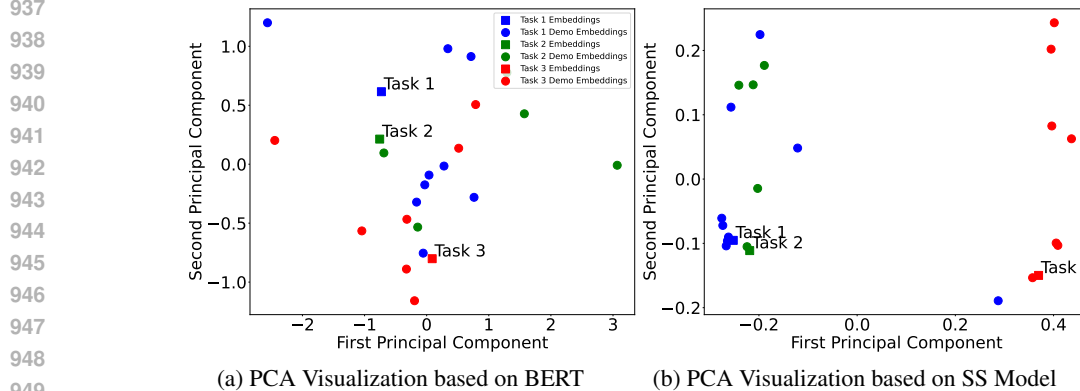 937
938
939
940
941
942
943
944
945
946
947
948
949
Second Principal Component
1.0
0.5
0.0
−0.5
−1.0
Task 1 Embeddings
Task 1 Demo Embeddings
Task 2 Embeddings
Task 2 Demo Embeddings
Task 3 Embeddings
Task 3 Demo Embeddings
Task 1
Task 2
Task 3
−2 −1 0 1 2 3
First Principal Component
(a) PCA Visualization based on BERT
Second Principal Component
0.2
0.1
0.0
−0.1
−0.2
Task 1
Task 2
Task
−0.2 0.0 0.2 0.4
First Principal Component
(b) PCA Visualization based on SS Model